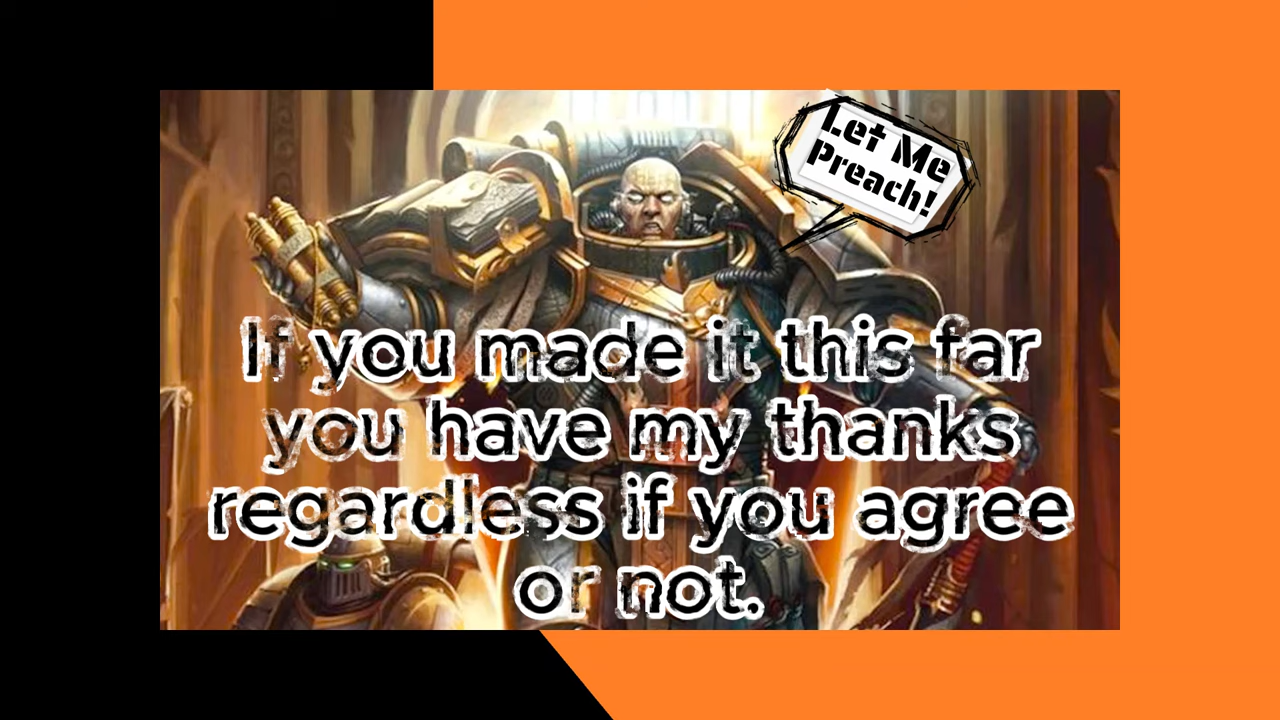 Let Me
Preach!
If you made it this far
you have my thanks
regardless if you agree
or not.